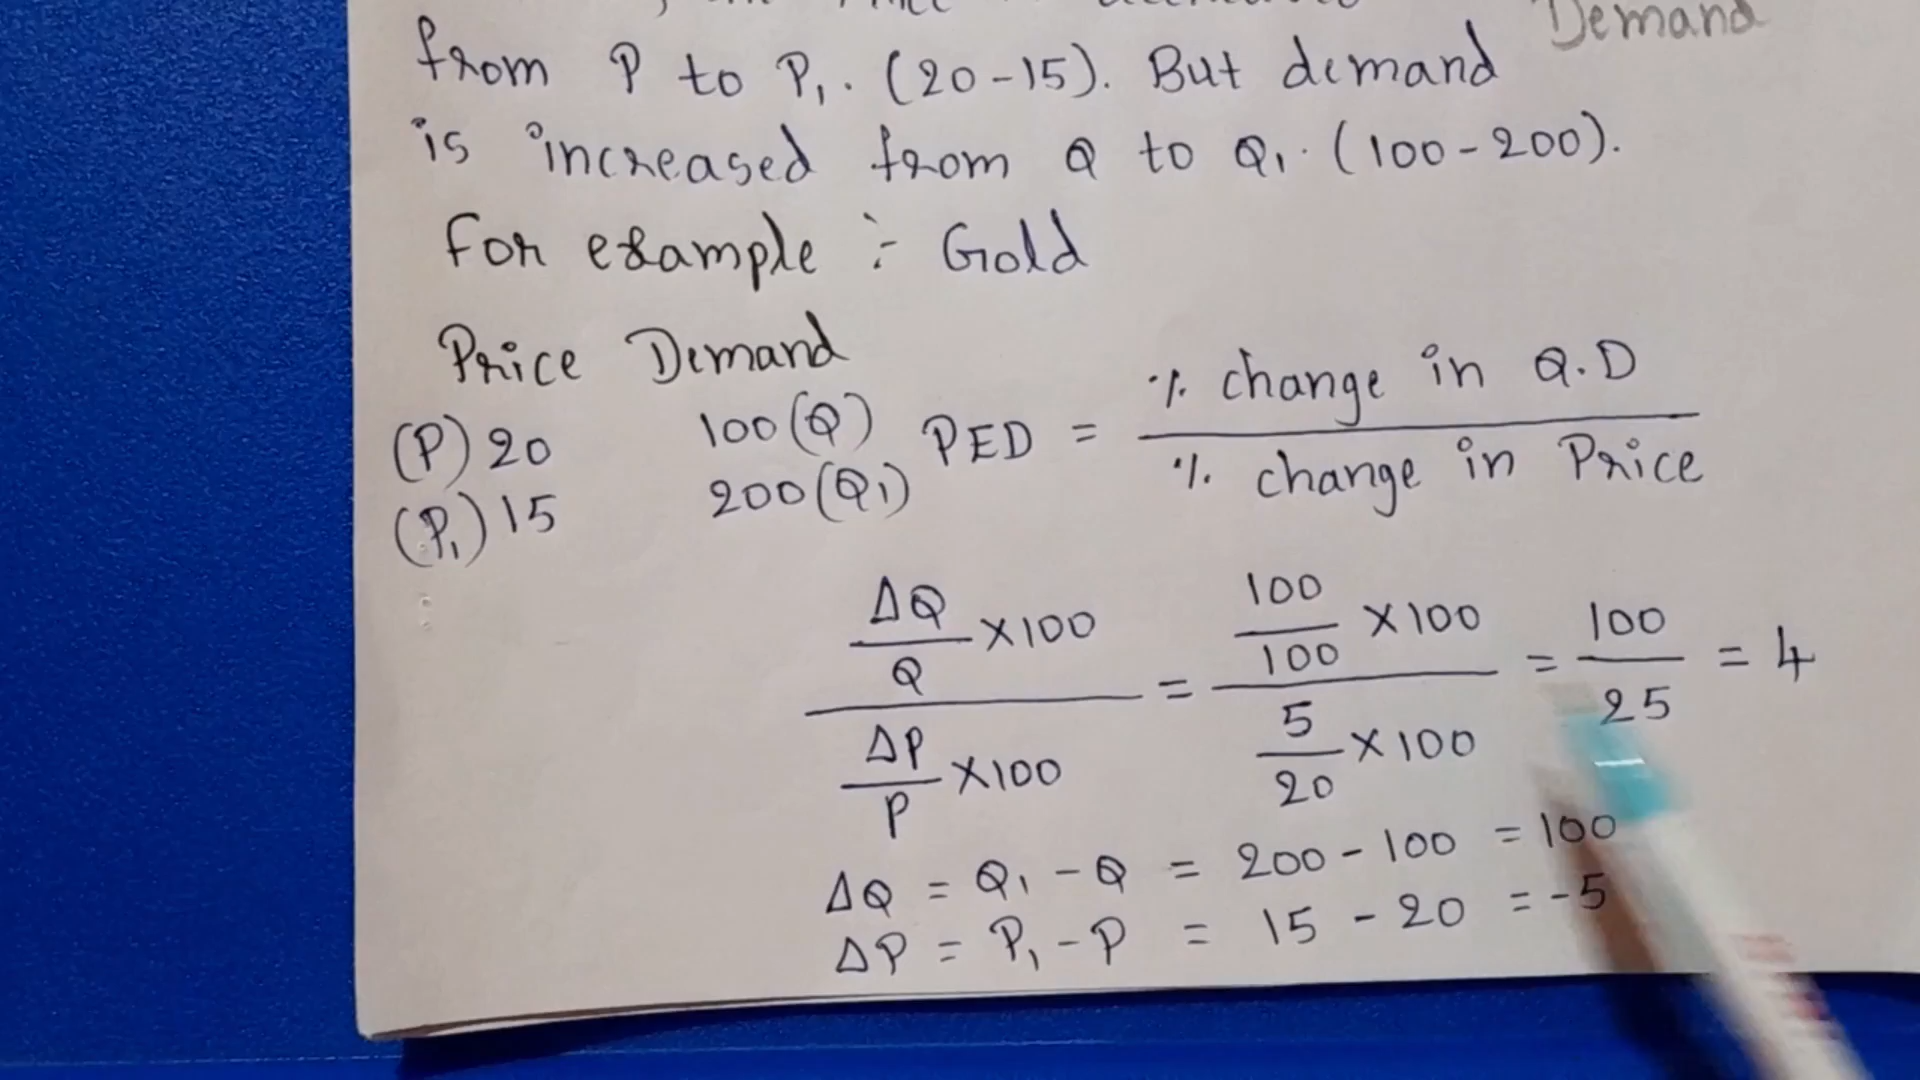 Demand
from P to P₁. (20-15). But demand
is increased from Q to Q₁. (100-200).
For example :- Gold
Price Demand
(P) 20 100(Q)
(P₁) 15 200(Q₁)
PED = % change in Q.D / % change in Price
ΔQ/Q ×100 / ΔP/P ×100 = 100/100 ×100 / 5/20 ×100 = 100/25 = 4
ΔQ = Q₁ - Q = 200 - 100 = 100
ΔP = P₁ - P = 15 - 20 = -5